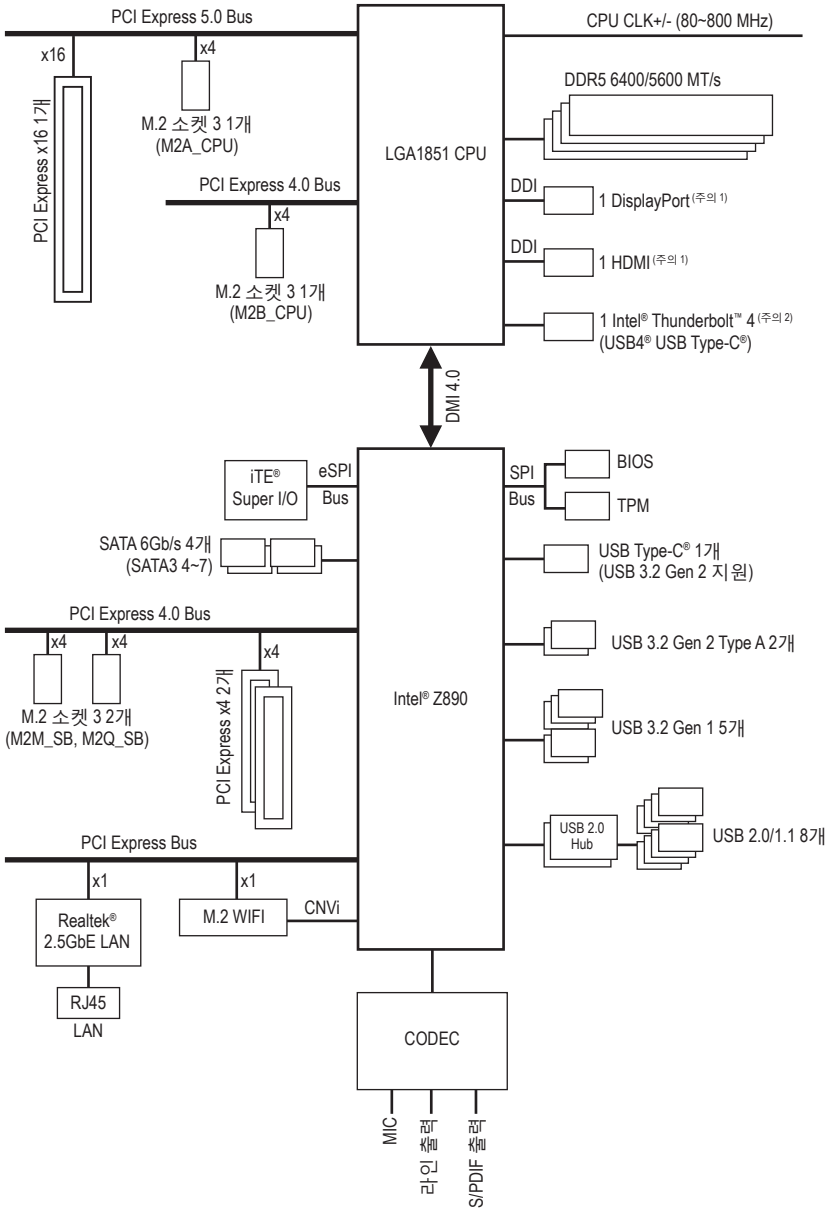 PCI Express 5.0 Bus
CPU CLK+/- (80~800 MHz)
x16
x4
PCI Express x16 1개
M.2 소켓 3 1개
(M2A_CPU)
DDR5 6400/5600 MT/s
LGA1851 CPU
PCI Express 4.0 Bus
x4
M.2 소켓 3 1개
(M2B_CPU)
DDI
1 DisplayPort (주의 1)
DDI
1 HDMI (주의 1)
1 Intel® Thunderbolt™ 4 (주의 2)
(USB4® USB Type-C®)
DMI 4.0
iTE®
Super I/O
eSPI
Bus
SPI
Bus
BIOS
TPM
SATA 6Gb/s 4개
(SATA3 4~7)
USB Type-C® 1개
(USB 3.2 Gen 2 지원)
PCI Express 4.0 Bus
x4
x4
x4
M.2 소켓 3 2개
(M2M_SB, M2Q_SB)
PCI Express x4 2개
Intel® Z890
USB 3.2 Gen 2 Type A 2개
USB 3.2 Gen 1 5개
USB 2.0
Hub
USB 2.0/1.1 8개
PCI Express Bus
x1
x1
Realtek®
2.5GbE LAN
M.2 WIFI
CNVi
RJ45
LAN
CODEC
MIC
라인 출력
S/PDIF 출력